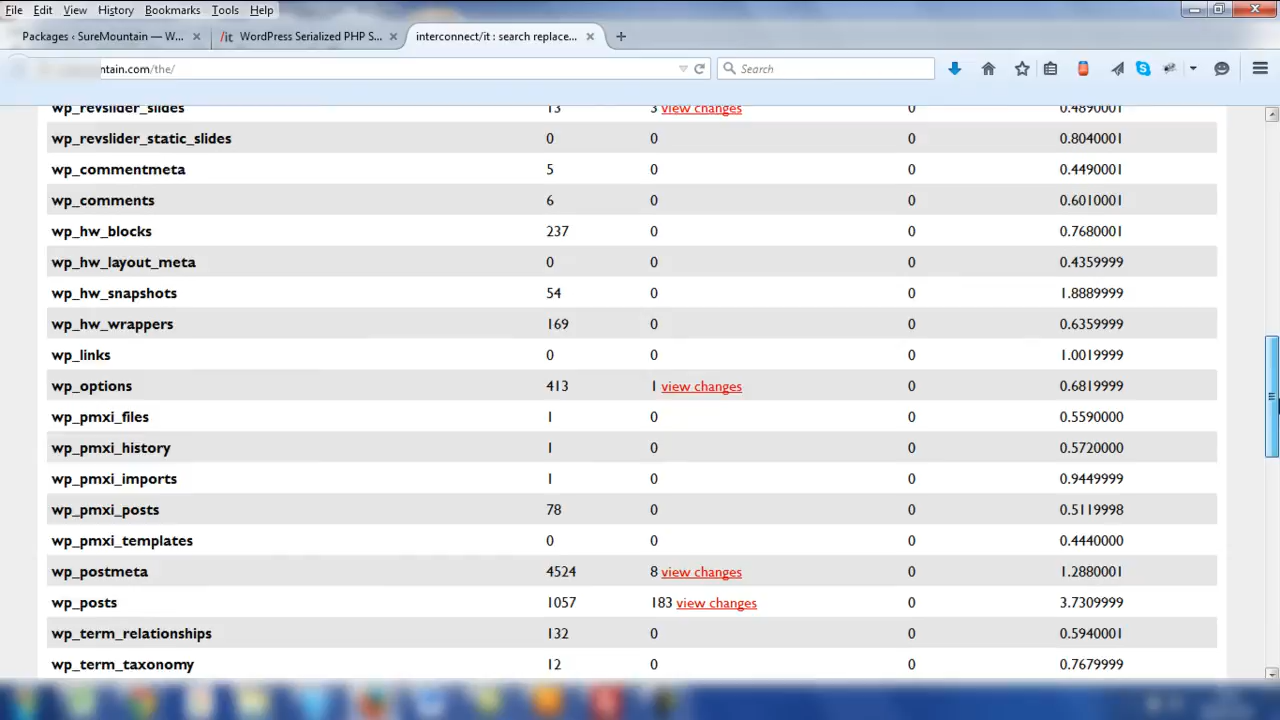 File Edit View History Bookmarks Tools Help
Packages ‹ SureMountain — W... × /it WordPress Serialized PHP S... × interconnect/it : search replace... × +
ntain.com/the/ Search
wp_revslider_slides 13 3 view changes 0 0.4890001
wp_revslider_static_slides 0 0 0 0.8040001
wp_commentmeta 5 0 0 0.4490001
wp_comments 6 0 0 0.6010001
wp_hw_blocks 237 0 0 0.7680001
wp_hw_layout_meta 0 0 0 0.4359999
wp_hw_snapshots 54 0 0 1.8889999
wp_hw_wrappers 169 0 0 0.6359999
wp_links 0 0 0 1.0019999
wp_options 413 1 view changes 0 0.6819999
wp_pmxi_files 1 0 0 0.5590000
wp_pmxi_history 1 0 0 0.5720000
wp_pmxi_imports 1 0 0 0.9449999
wp_pmxi_posts 78 0 0 0.5119998
wp_pmxi_templates 0 0 0 0.4440000
wp_postmeta 4524 8 view changes 0 1.2880001
wp_posts 1057 183 view changes 0 3.7309999
wp_term_relationships 132 0 0 0.5940001
wp_term_taxonomy 12 0 0 0.7679999